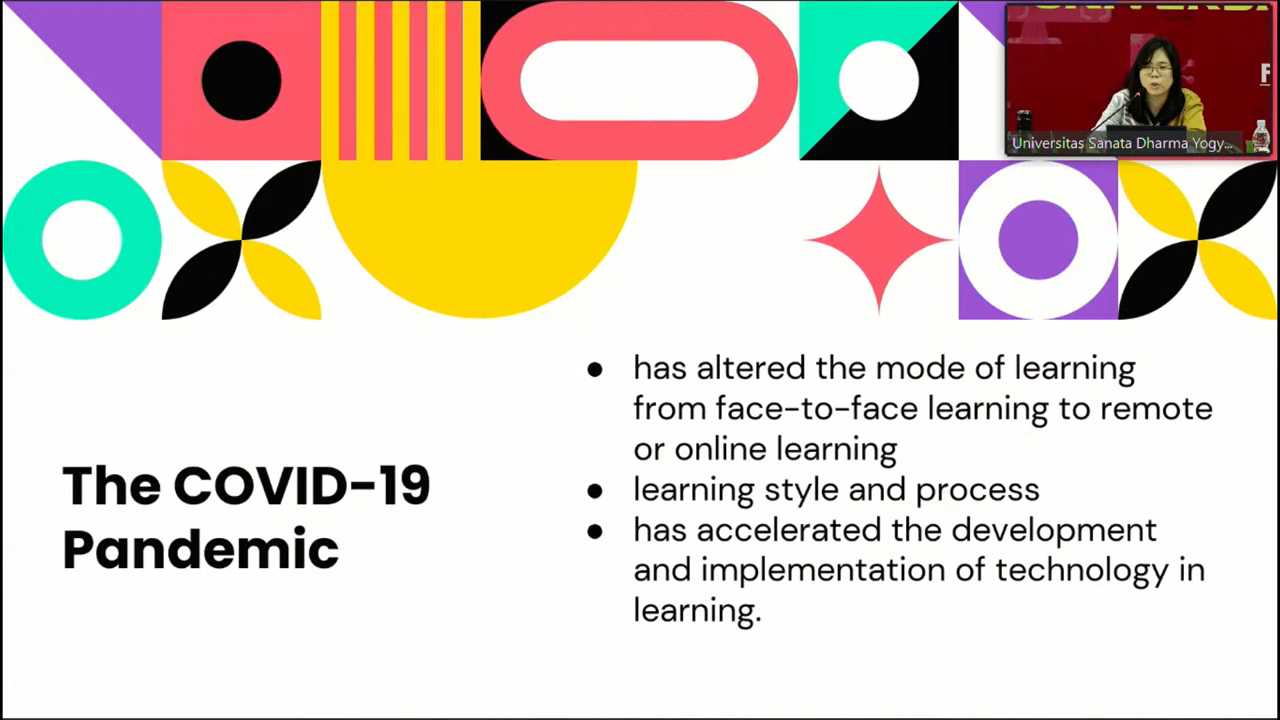 Universitas Sanata Dharma Yogy...
has altered the mode of learning
from face-to-face learning to remote
or online learning
learning style and process
has accelerated the development
and implementation of technology in
learning.
The COVID-19
Pandemic